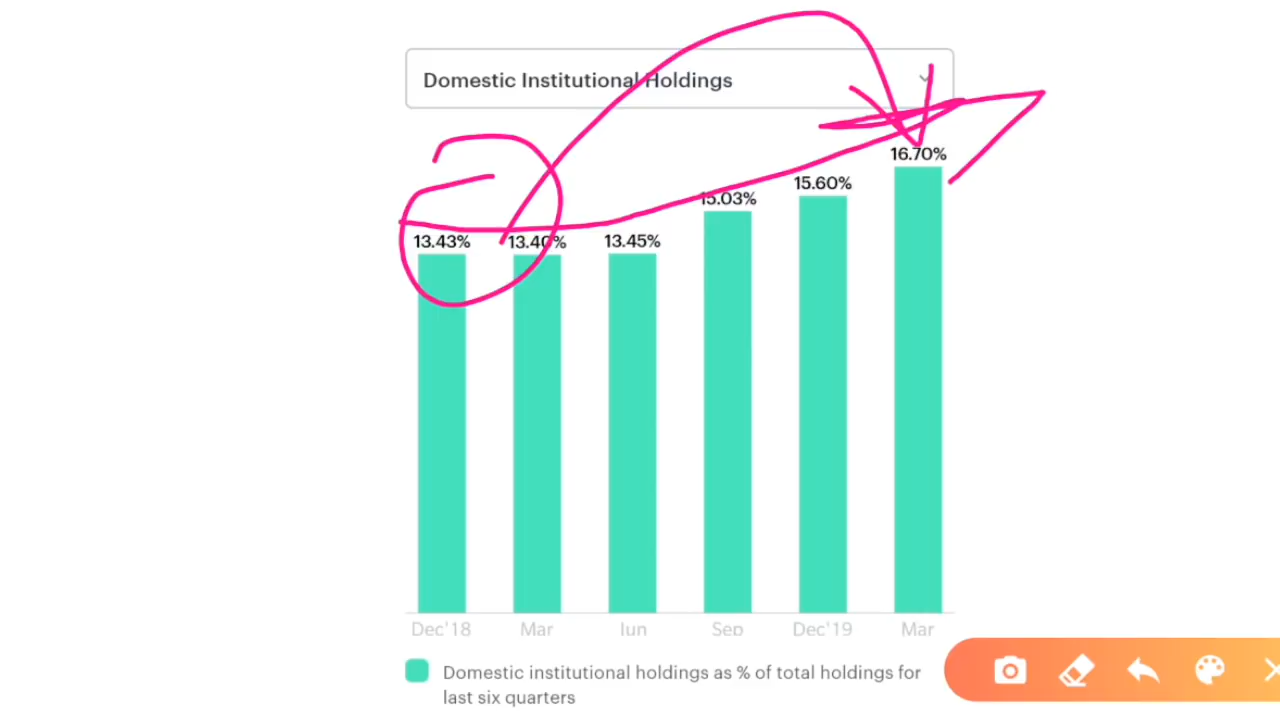 Domestic Institutional Holdings
13.43% 13.40% 13.45% 15.03% 15.60% 16.70%
Dec'18 Mar Jun Sep Dec'19 Mar
Domestic institutional holdings as % of total holdings for
last six quarters